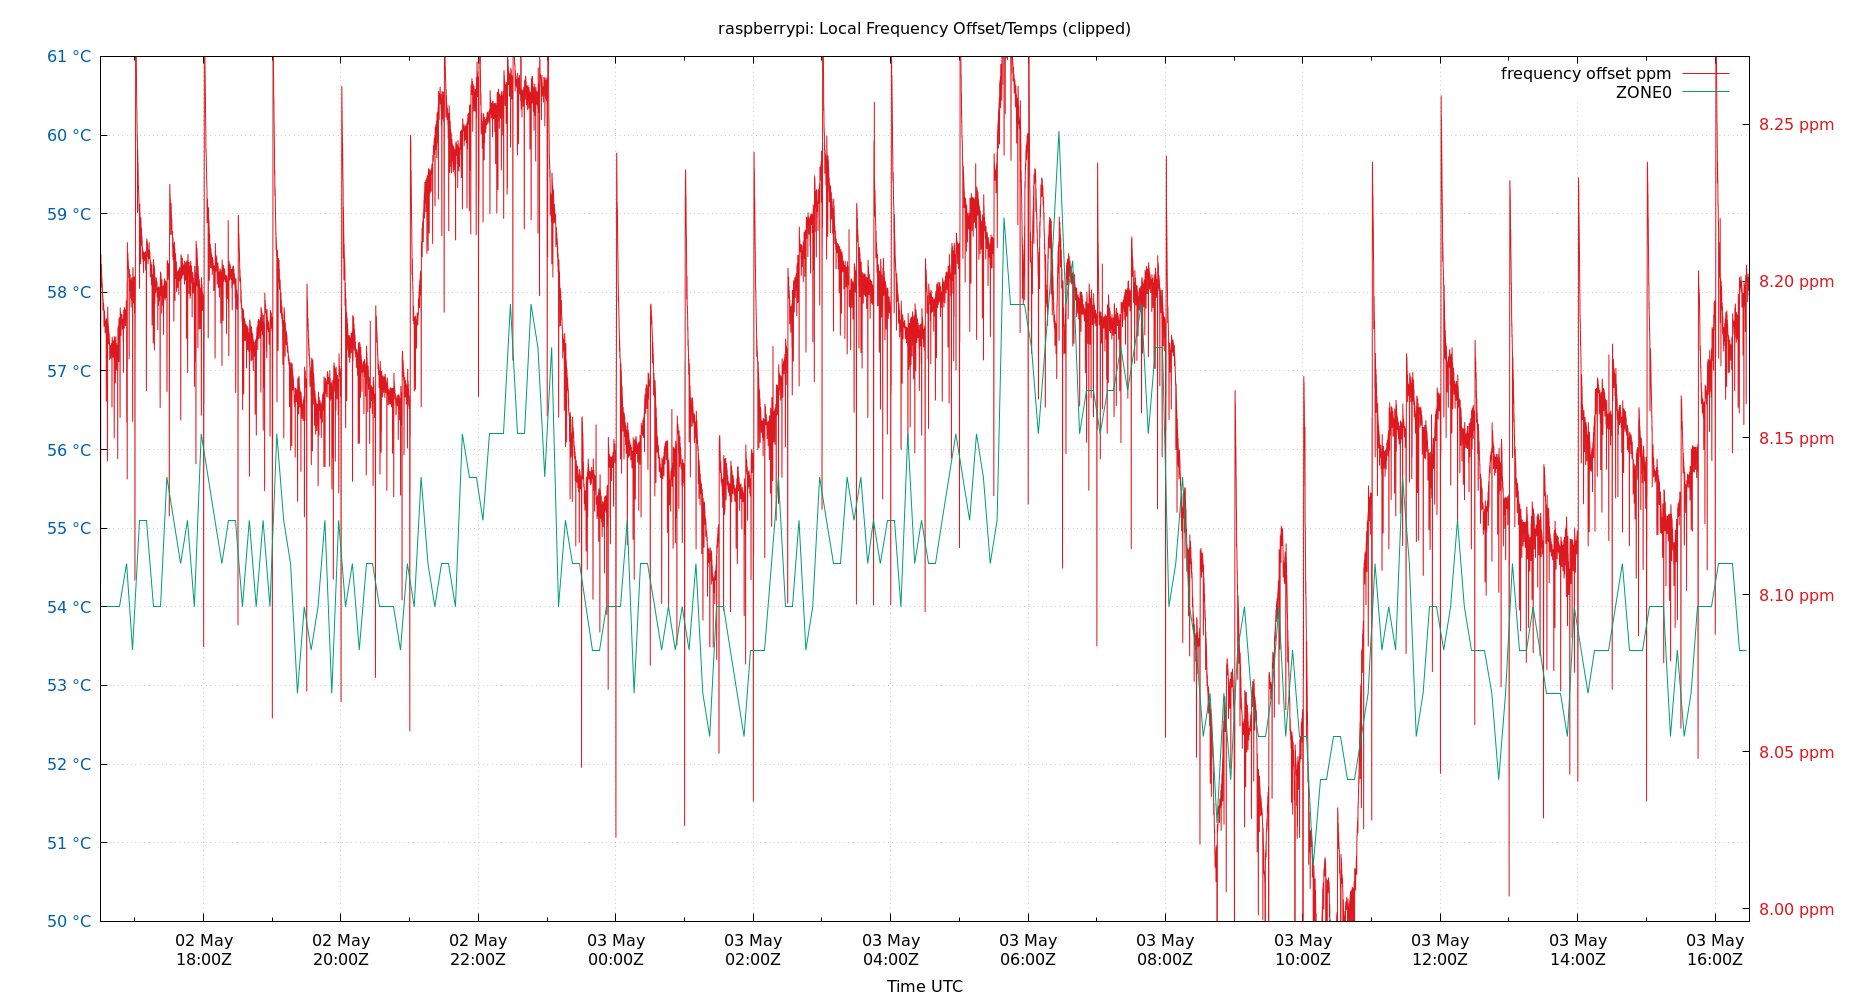 raspberrypi: Local Frequency Offset/Temps (clipped)
frequency offset ppm
ZONE0
61 °C
60 °C
59 °C
58 °C
57 °C
56 °C
55 °C
54 °C
53 °C
52 °C
51 °C
50 °C
8.25 ppm
8.20 ppm
8.15 ppm
8.10 ppm
8.05 ppm
8.00 ppm
02 May
18:00Z
02 May
20:00Z
02 May
22:00Z
03 May
00:00Z
03 May
02:00Z
03 May
04:00Z
03 May
06:00Z
03 May
08:00Z
03 May
10:00Z
03 May
12:00Z
03 May
14:00Z
03 May
16:00Z
Time UTC